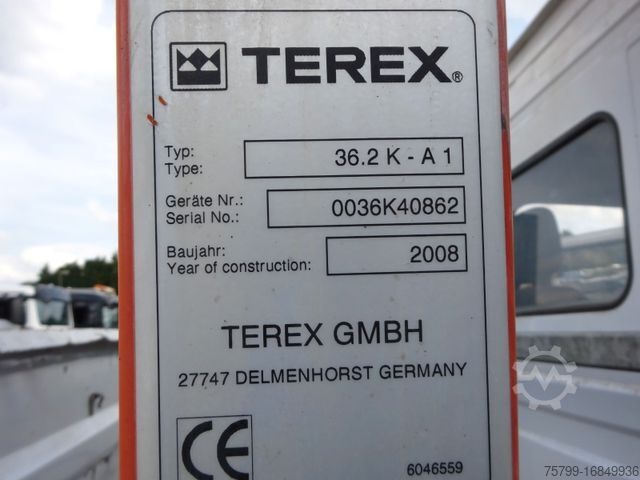 TEREX®
Typ:
Type:
36.2 K - A 1
Geräte Nr.:
Serial No.:
0036K40862
Baujahr:
Year of construction:
2008
TEREX GMBH
27747 DELMENHORST GERMANY
CE
6046559
75799-16849936